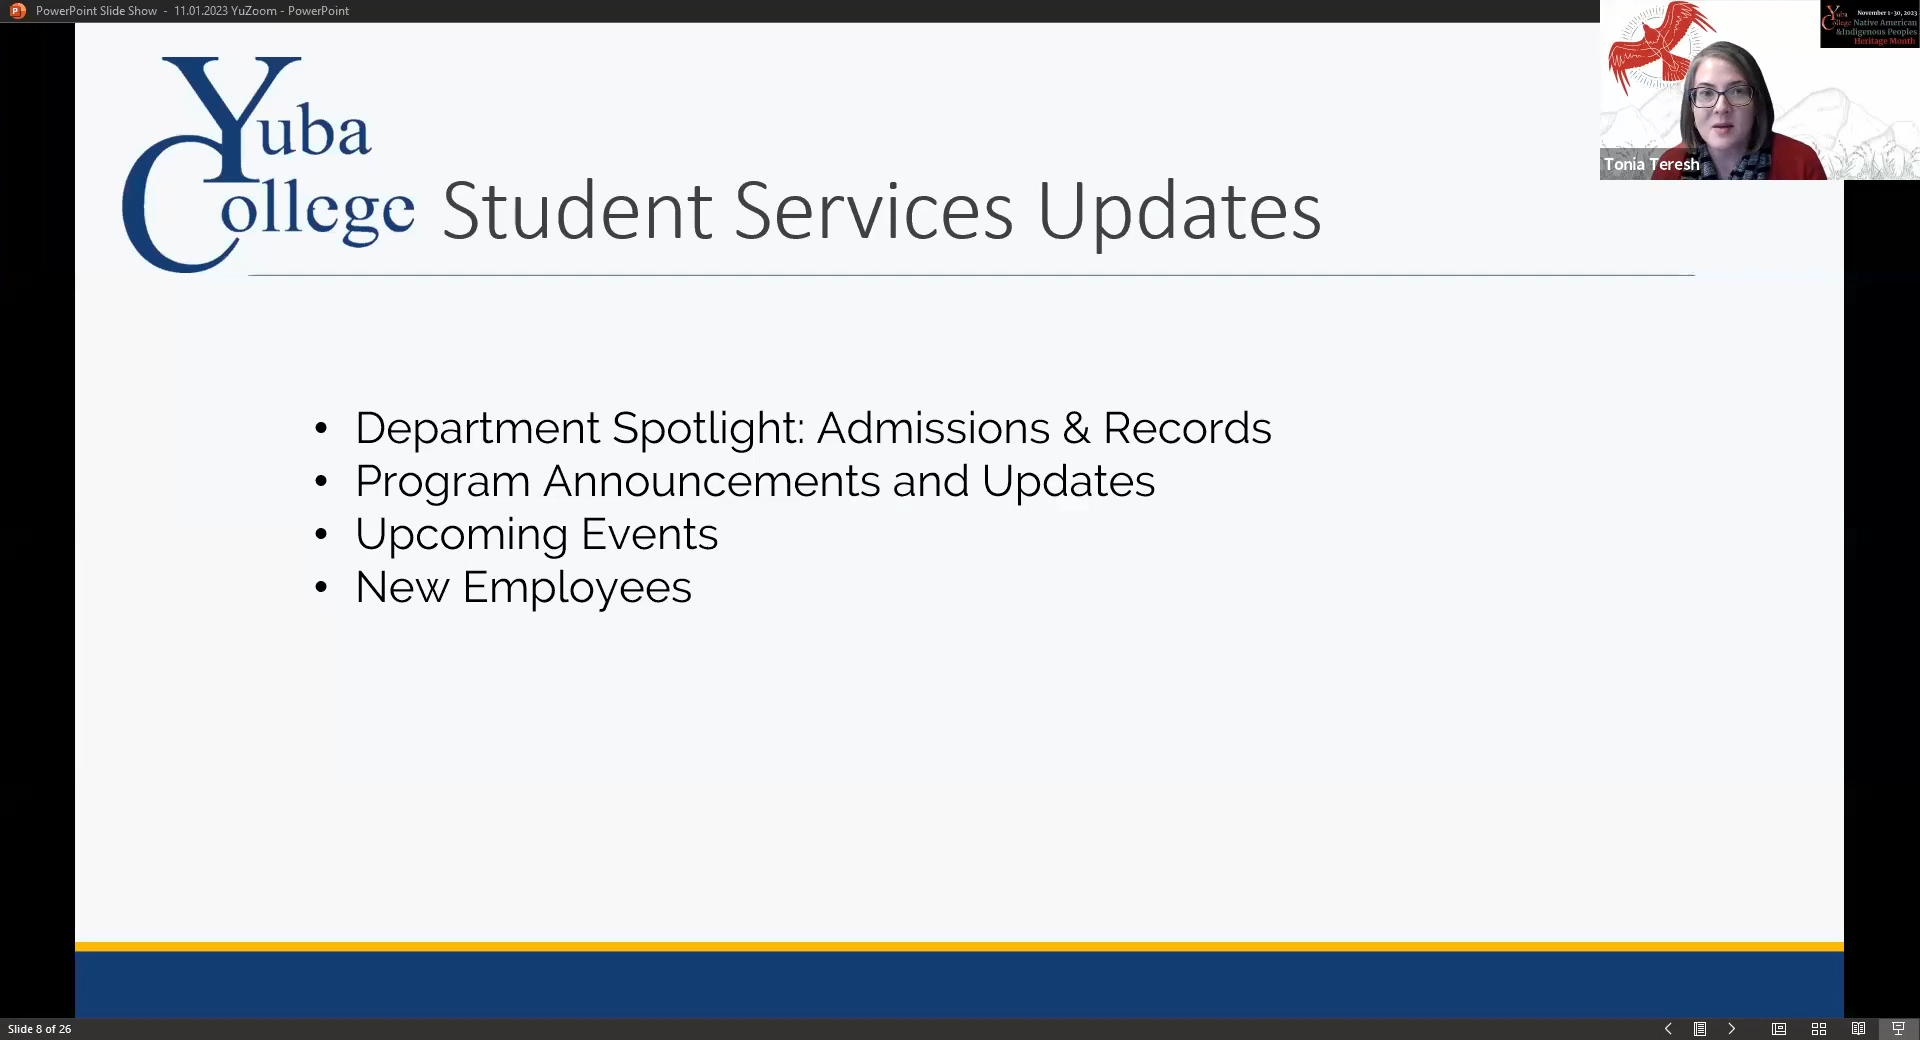 PowerPoint Slide Show - 11.01.2023 YuZoom - PowerPoint
Yuba
College
November 1-30, 2023
Native American
&Indigenous Peoples
Heritage Month
Tonia Teresh
Yuba
College
Student Services Updates
• Department Spotlight: Admissions & Records
• Program Announcements and Updates
• Upcoming Events
• New Employees
Slide 8 of 26